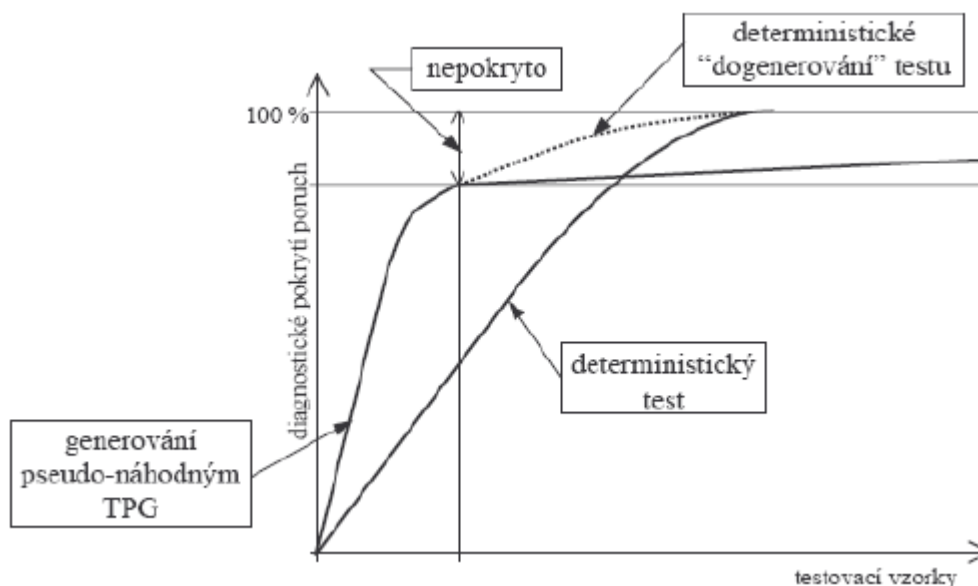 deterministické
“dogenerování” testu
nepokryto
100 %
diagnostické pokrytí poruch
deterministický
test
generování
pseudo-náhodným
TPG
testovací vzorky